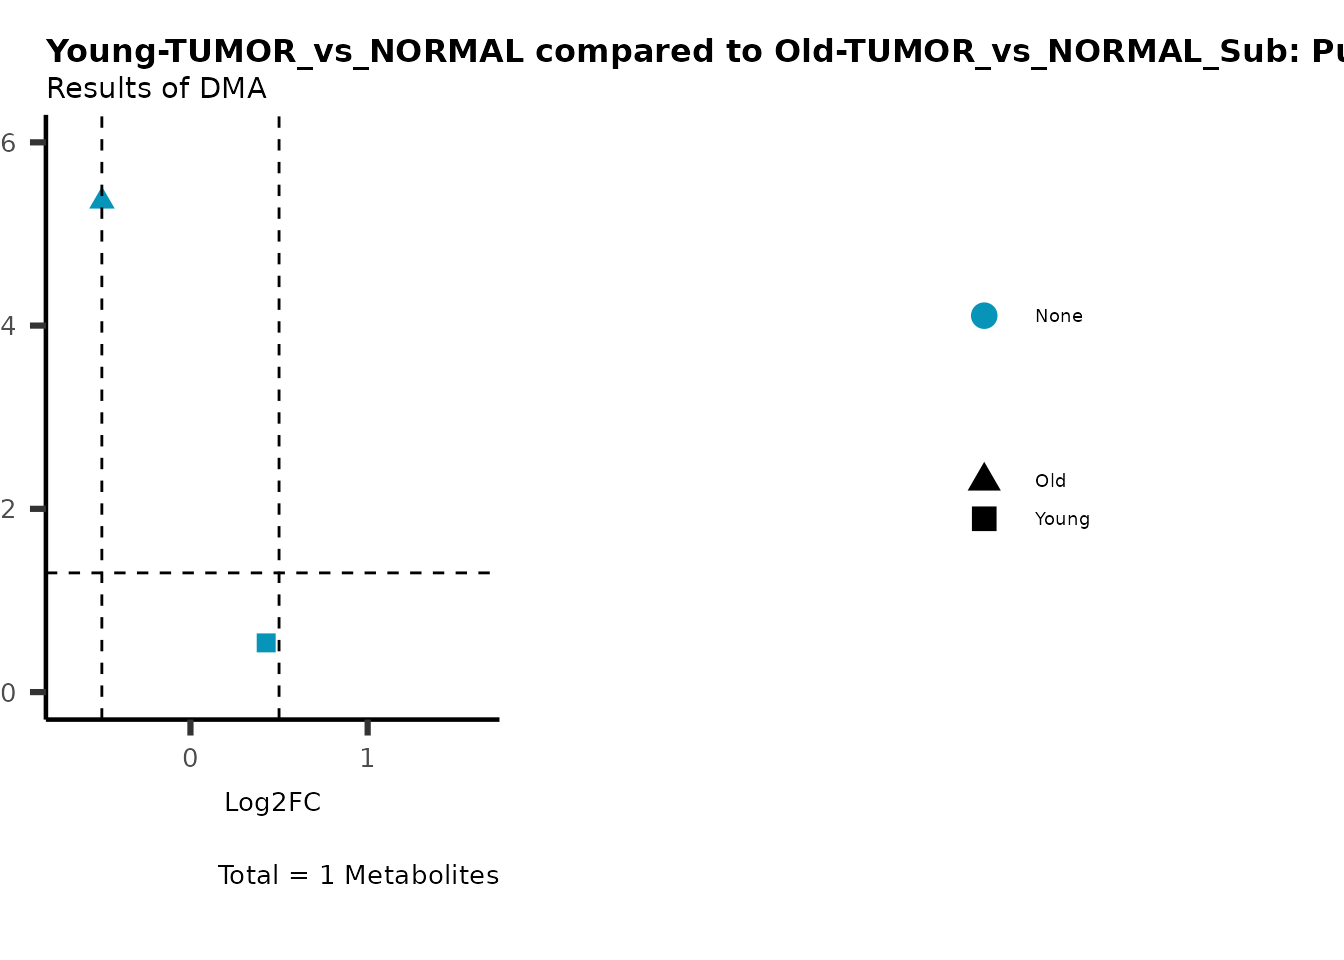 Young-TUMOR_vs_NORMAL compared to Old-TUMOR_vs_NORMAL_Sub:
Results of DMA
6
4
2
0
0 1
Log2FC
Total = 1 Metabolites
None
Old
Young